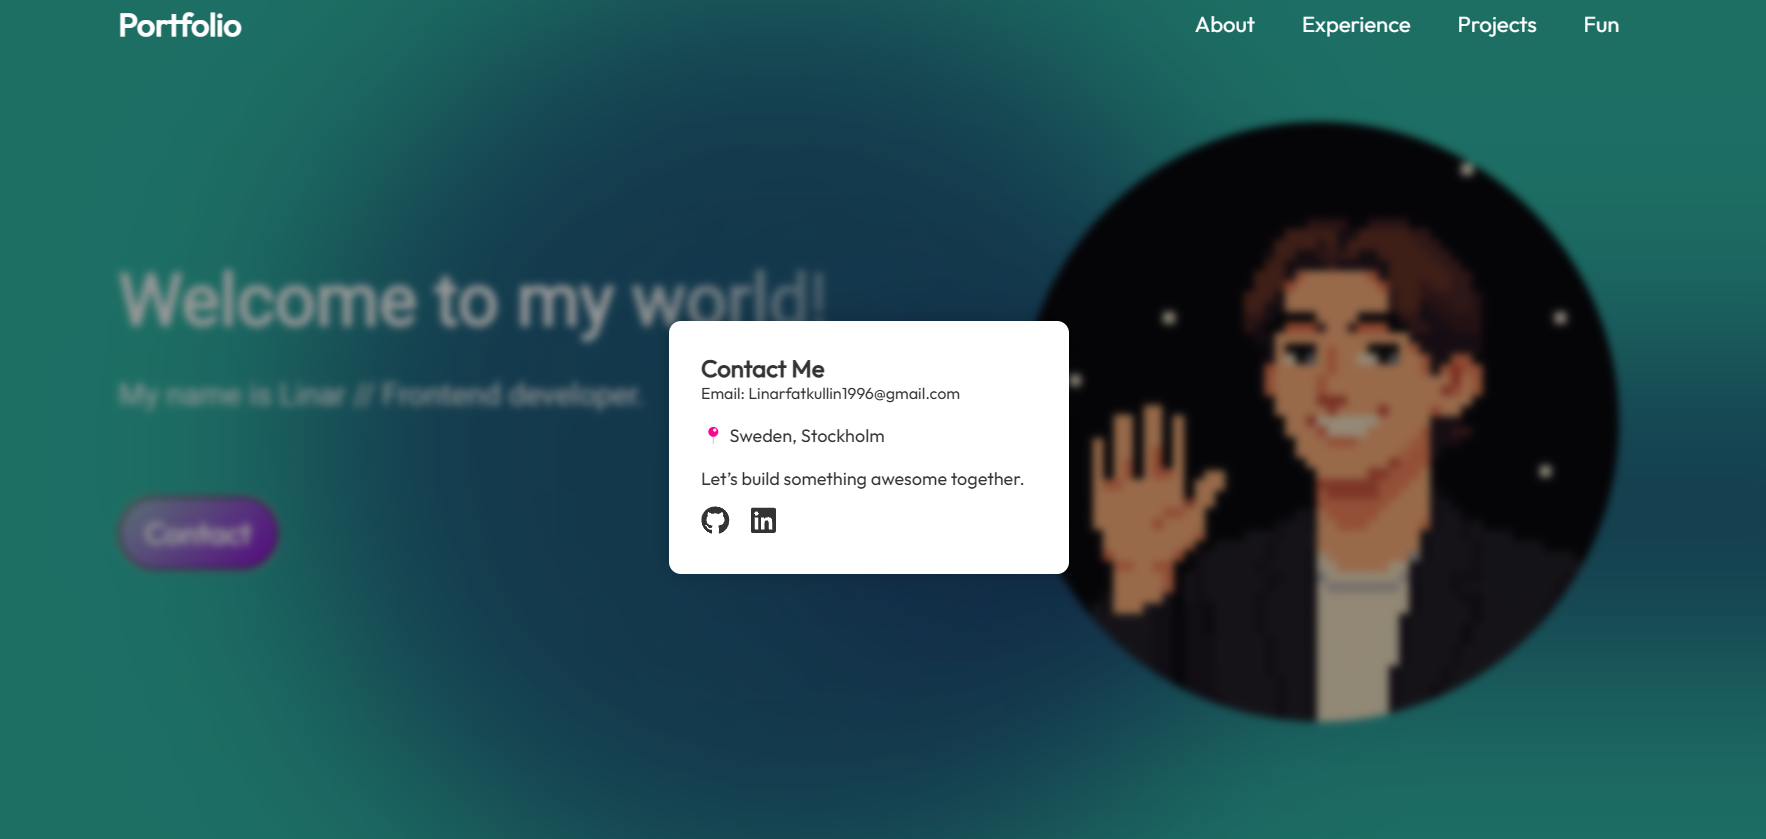 Portfolio
About Experience Projects Fun
Welcome to my world!
My name is Linar // Frontend developer.
Contact
Contact Me
Email: Linarfatkullin1996@gmail.com
📍 Sweden, Stockholm
Let’s build something awesome together.
in